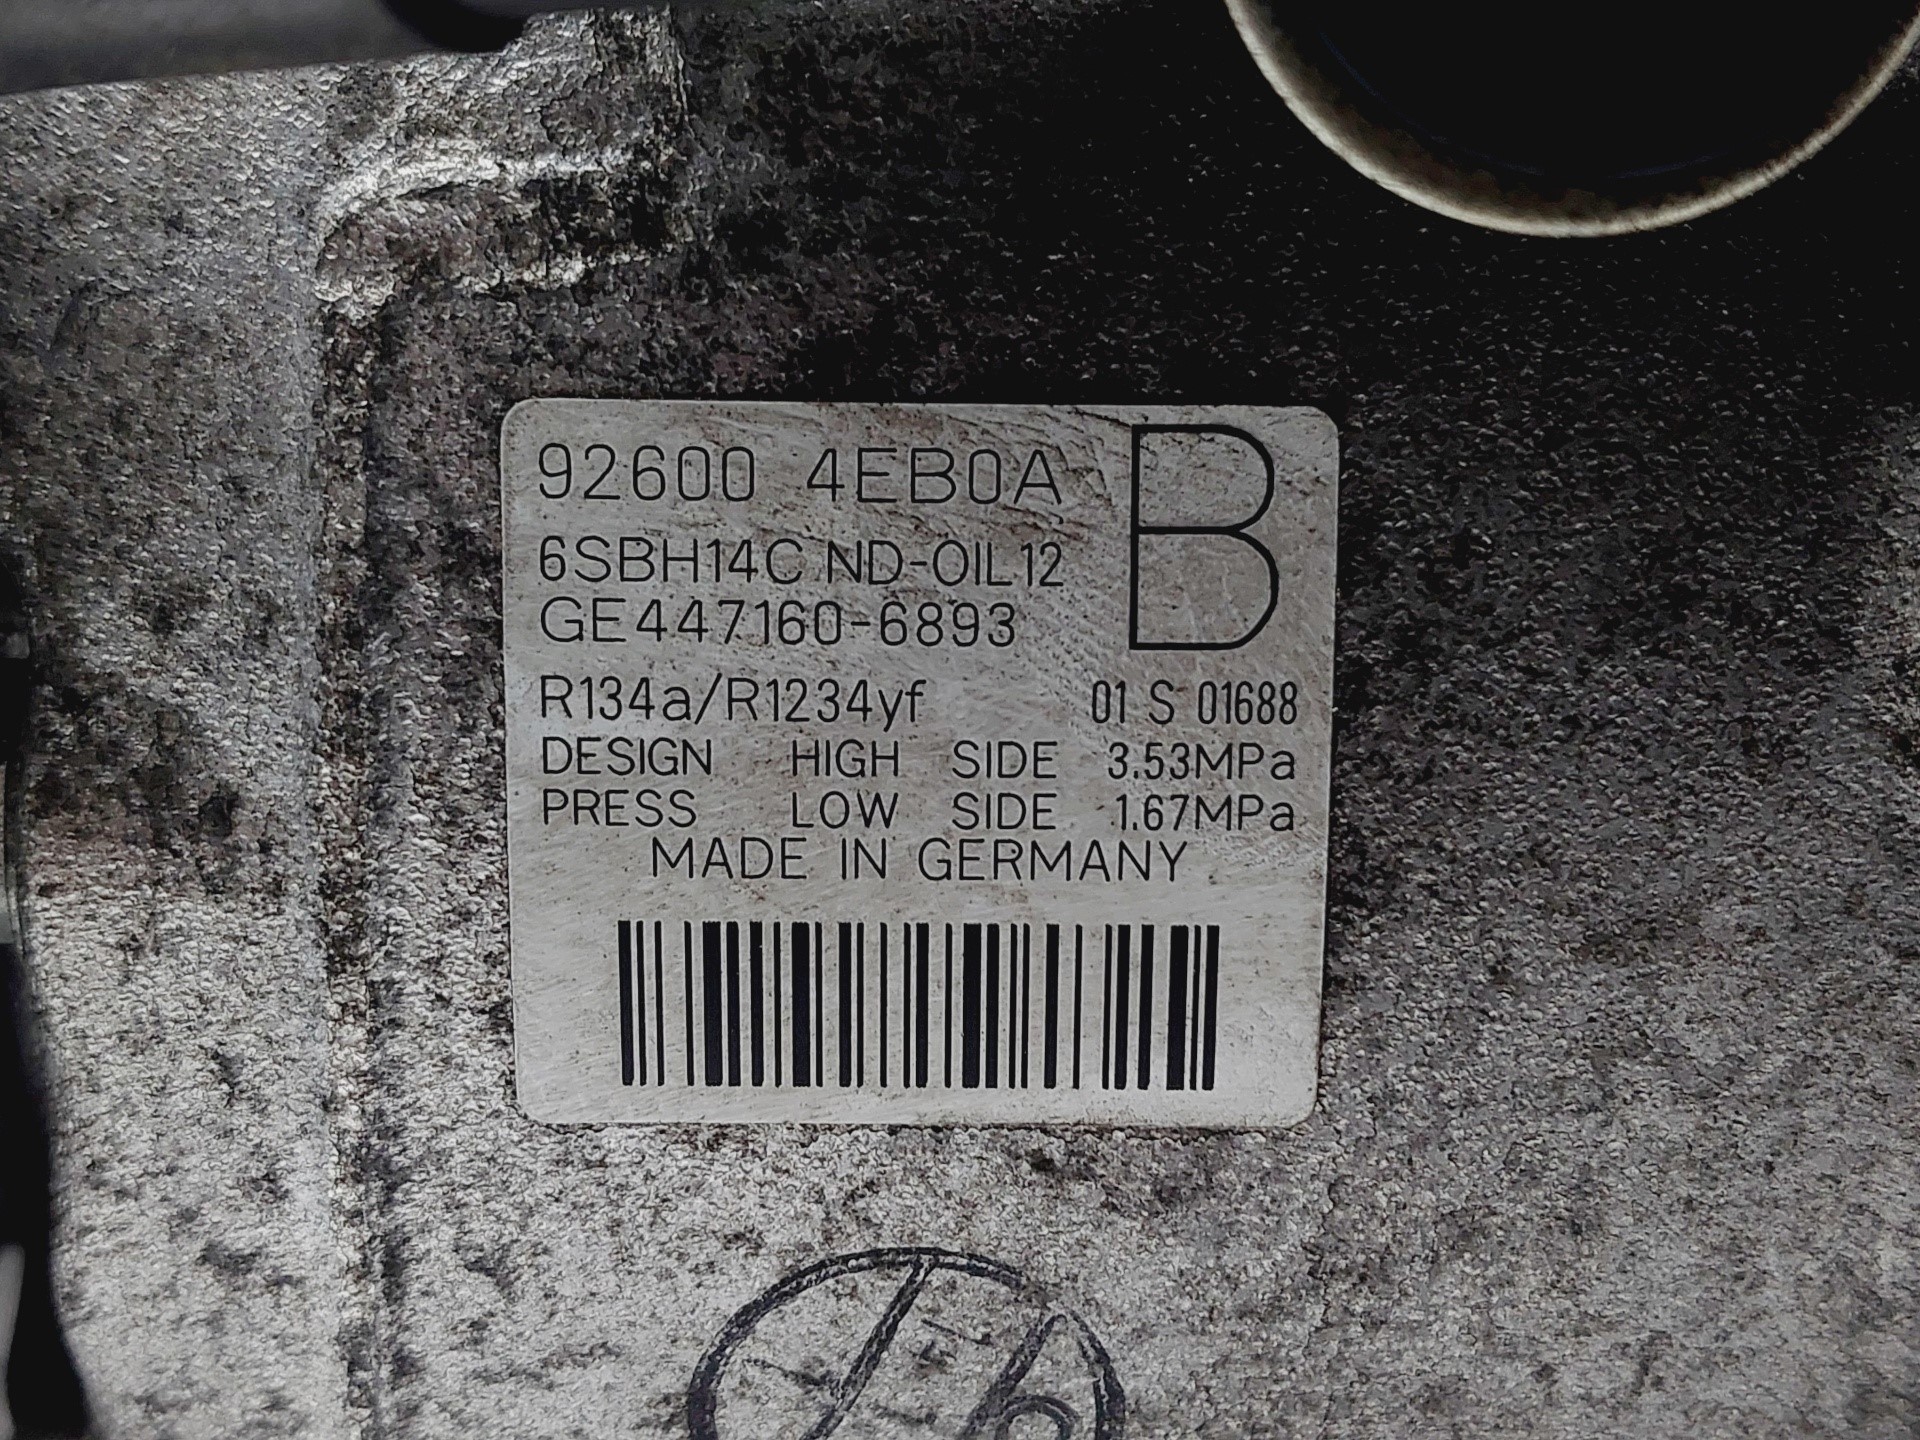 92600 4EB0A B
6SBH14C ND-OIL12
GE447160-6893
R134a/R1234yf 01 S 01688
DESIGN HIGH SIDE 3.53MPa
PRESS LOW SIDE 1.67MPa
MADE IN GERMANY